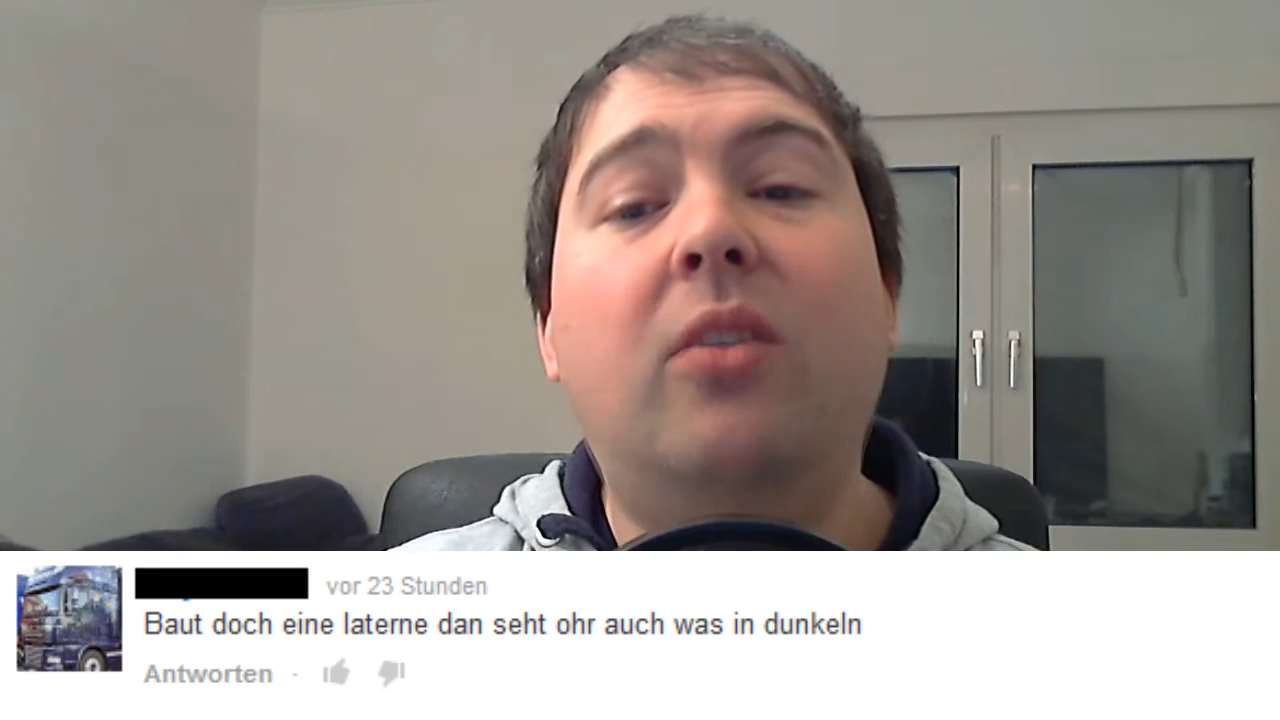 vor 23 Stunden
Baut doch eine laterne dan seht ohr auch was in dunkeln
Antworten